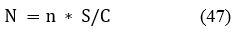 N = n * S/C (47)